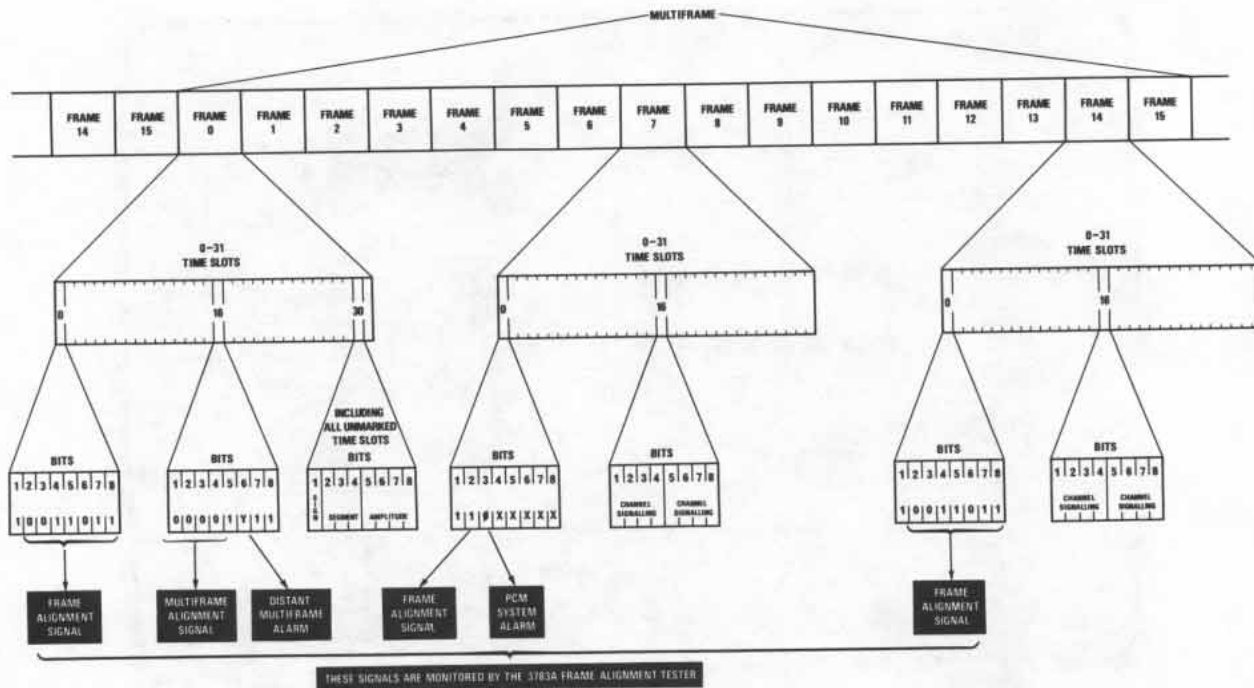 MULTIFRAME
FRAME 14 FRAME 15 FRAME 0 FRAME 1 FRAME 2 FRAME 3 FRAME 4 FRAME 5 FRAME 6 FRAME 7 FRAME 8 FRAME 9 FRAME 10 FRAME 11 FRAME 12 FRAME 13 FRAME 14 FRAME 15
0-31
TIME SLOTS
0 16 30
0-31
TIME SLOTS
0 16
0-31
TIME SLOTS
0 16
BITS
1 2 3 4 5 6 7 8
1 0 0 1 1 0 1 1
BITS
1 2 3 4 5 6 7 8
0 0 0 0 1 Y 1 1
INCLUDING
ALL UNMARKED
TIME SLOTS
BITS
1 2 3 4 5 6 7 8
SIGN
SEGMENT AMPLITUDE
BITS
1 2 3 4 5 6 7 8
1 1 Ø X X X X X
BITS
1 2 3 4 5 6 7 8
CHANNEL
SIGNALLING
CHANNEL
SIGNALLING
BITS
1 2 3 4 5 6 7 8
1 0 0 1 1 0 1 1
BITS
1 2 3 4 5 6 7 8
CHANNEL
SIGNALLING
CHANNEL
SIGNALLING
FRAME
ALIGNMENT
SIGNAL
MULTIFRAME
ALIGNMENT
SIGNAL
DISTANT
MULTIFRAME
ALARM
FRAME
ALIGNMENT
SIGNAL
PCM
SYSTEM
ALARM
FRAME
ALIGNMENT
SIGNAL
THESE SIGNALS ARE MONITORED BY THE 3783A FRAME ALIGNMENT TESTER